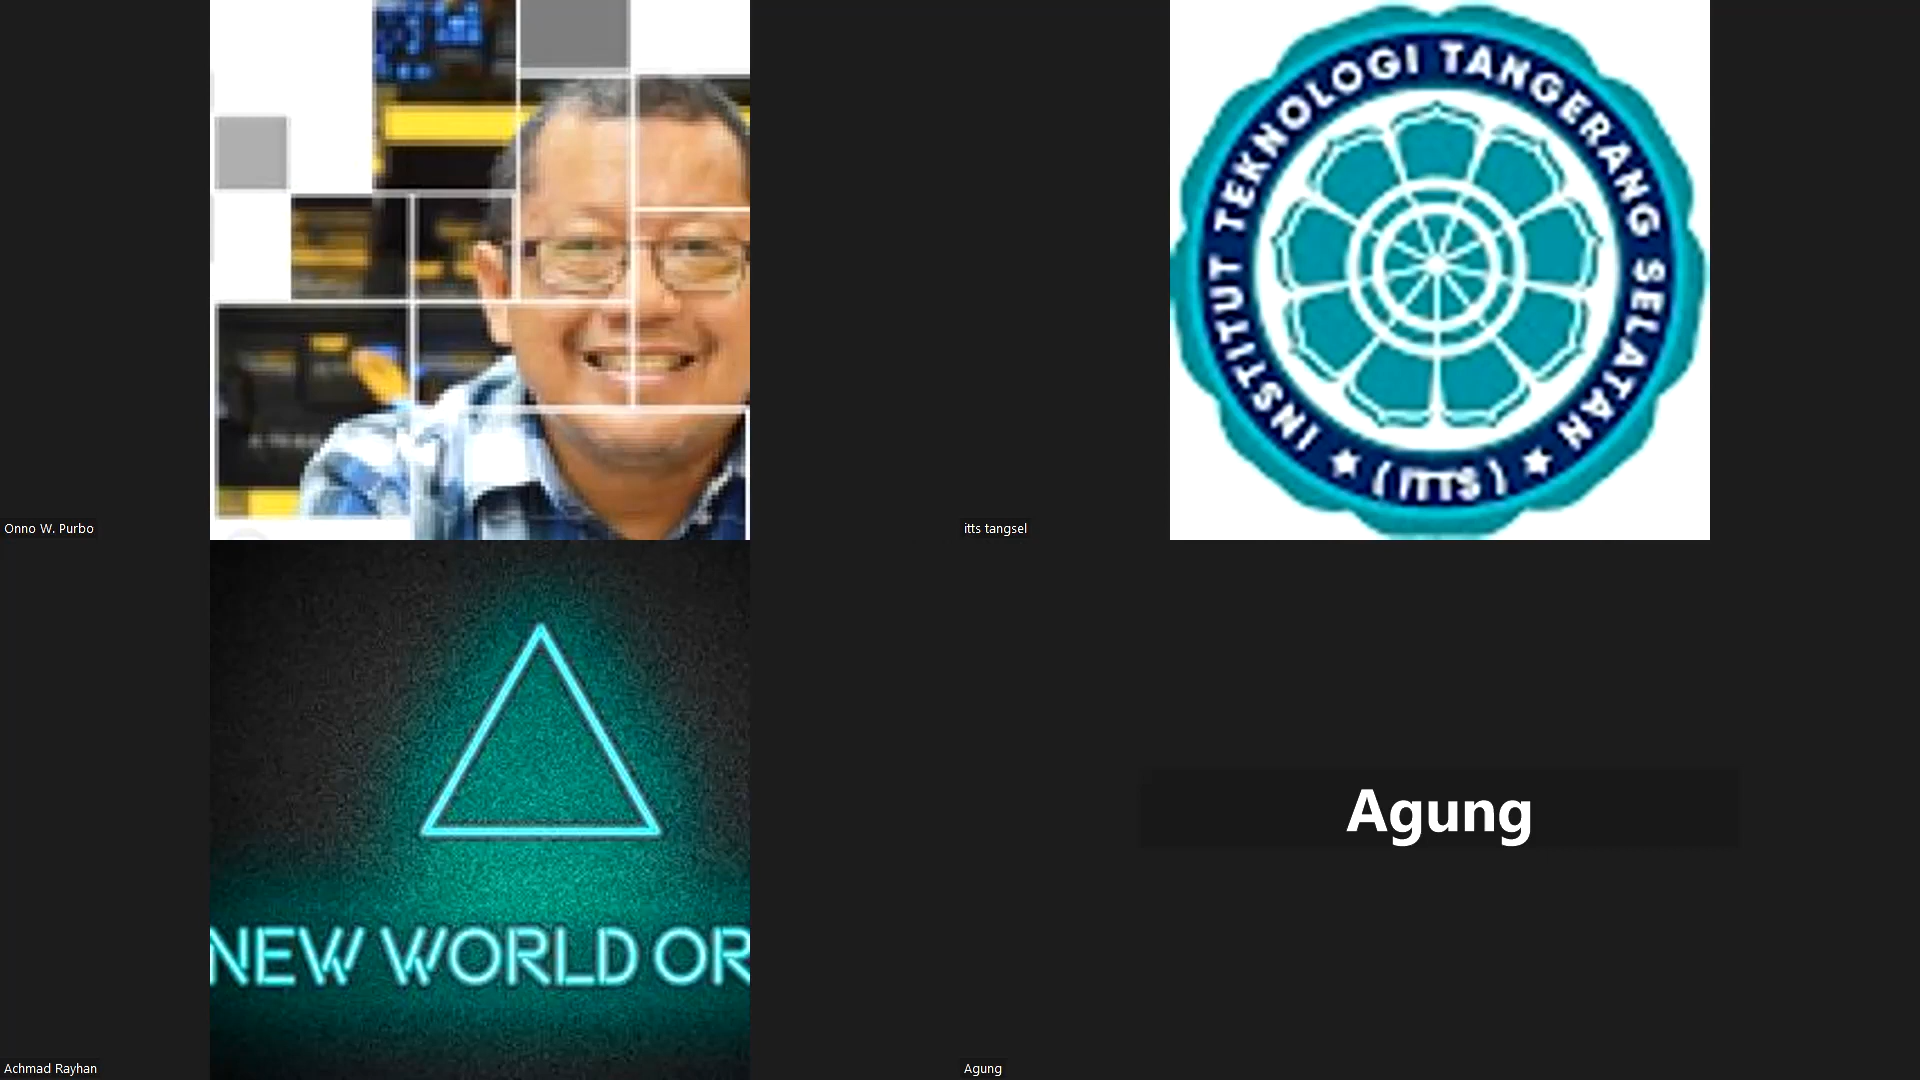 Onno W. Purbo
INSTITUT TEKNOLOGI TANGERANG SELATAN
( ITTS )
itts tangsel
NEW WORLD OR
Achmad Rayhan
Agung
Agung